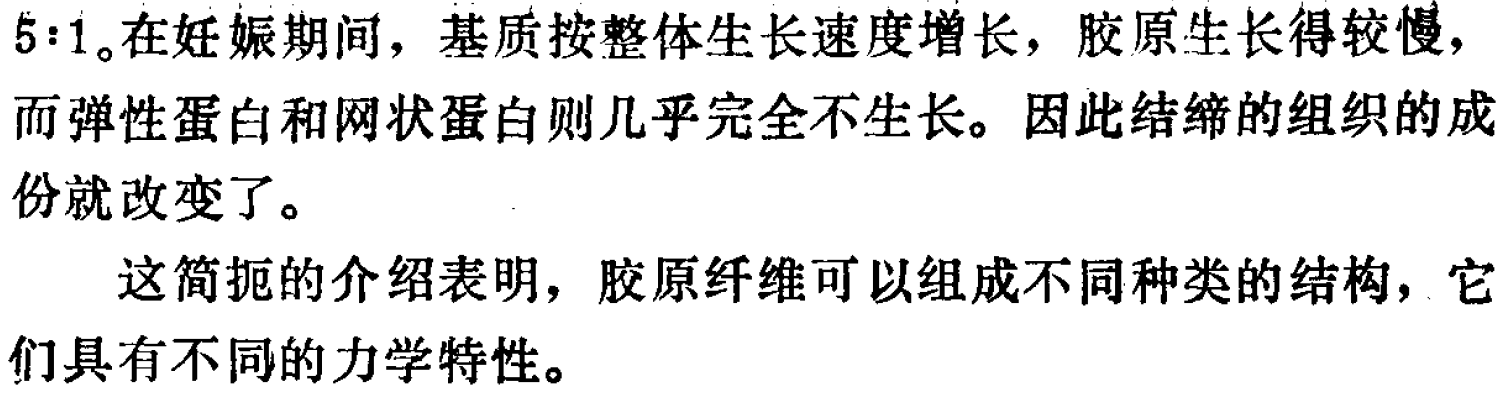 5:1。在妊娠期间，基质按整体生长速度增长，胶原生长得较慢，
而弹性蛋白和网状蛋白则几乎完全不生长。因此结缔的组织的成
份就改变了。
这简扼的介绍表明，胶原纤维可以组成不同种类的结构，它
们具有不同的力学特性。